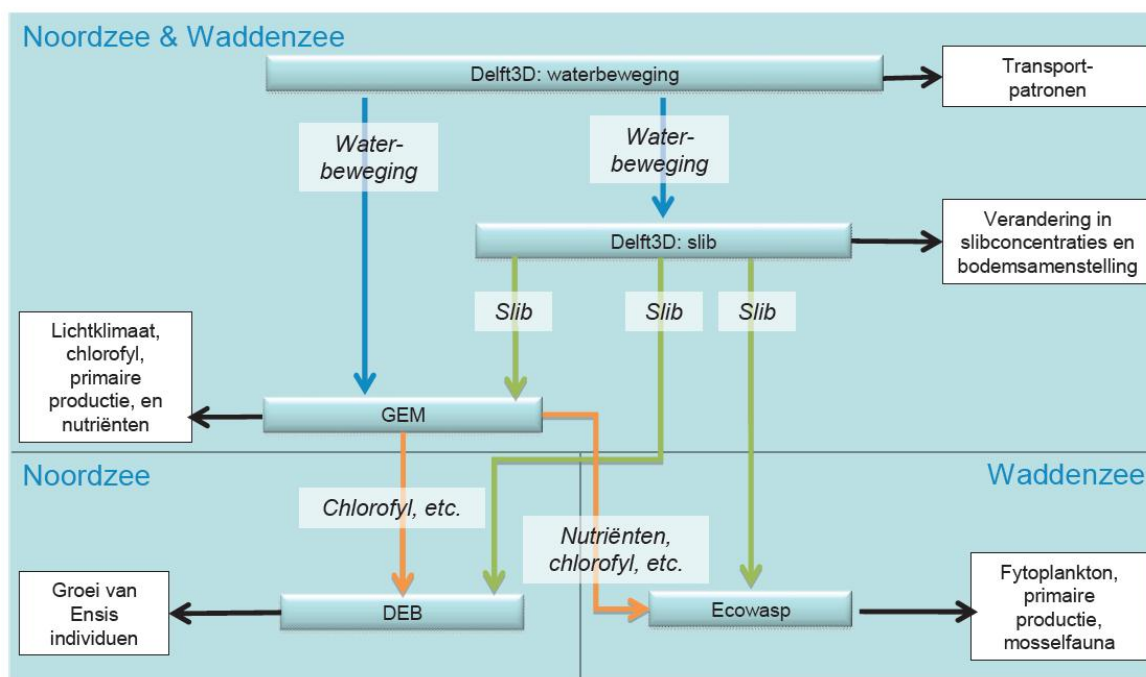 Noordzee & Waddenzee
Delft3D: waterbeweging
Transport-
patronen
Water-
beweging
Water-
beweging
Delft3D: slib
Verandering in
slibconcentraties en
bodemsamenstelling
Slib
Slib
Slib
Lichtklimaat,
chlorofyl,
primaire
productie, en
nutriënten
GEM
Noordzee
Waddenzee
Chlorofyl, etc.
Nutriënten,
chlorofyl, etc.
Groei van
Ensis
individuen
DEB
Ecowasp
Fytoplankton,
primaire
productie,
mosselfauna